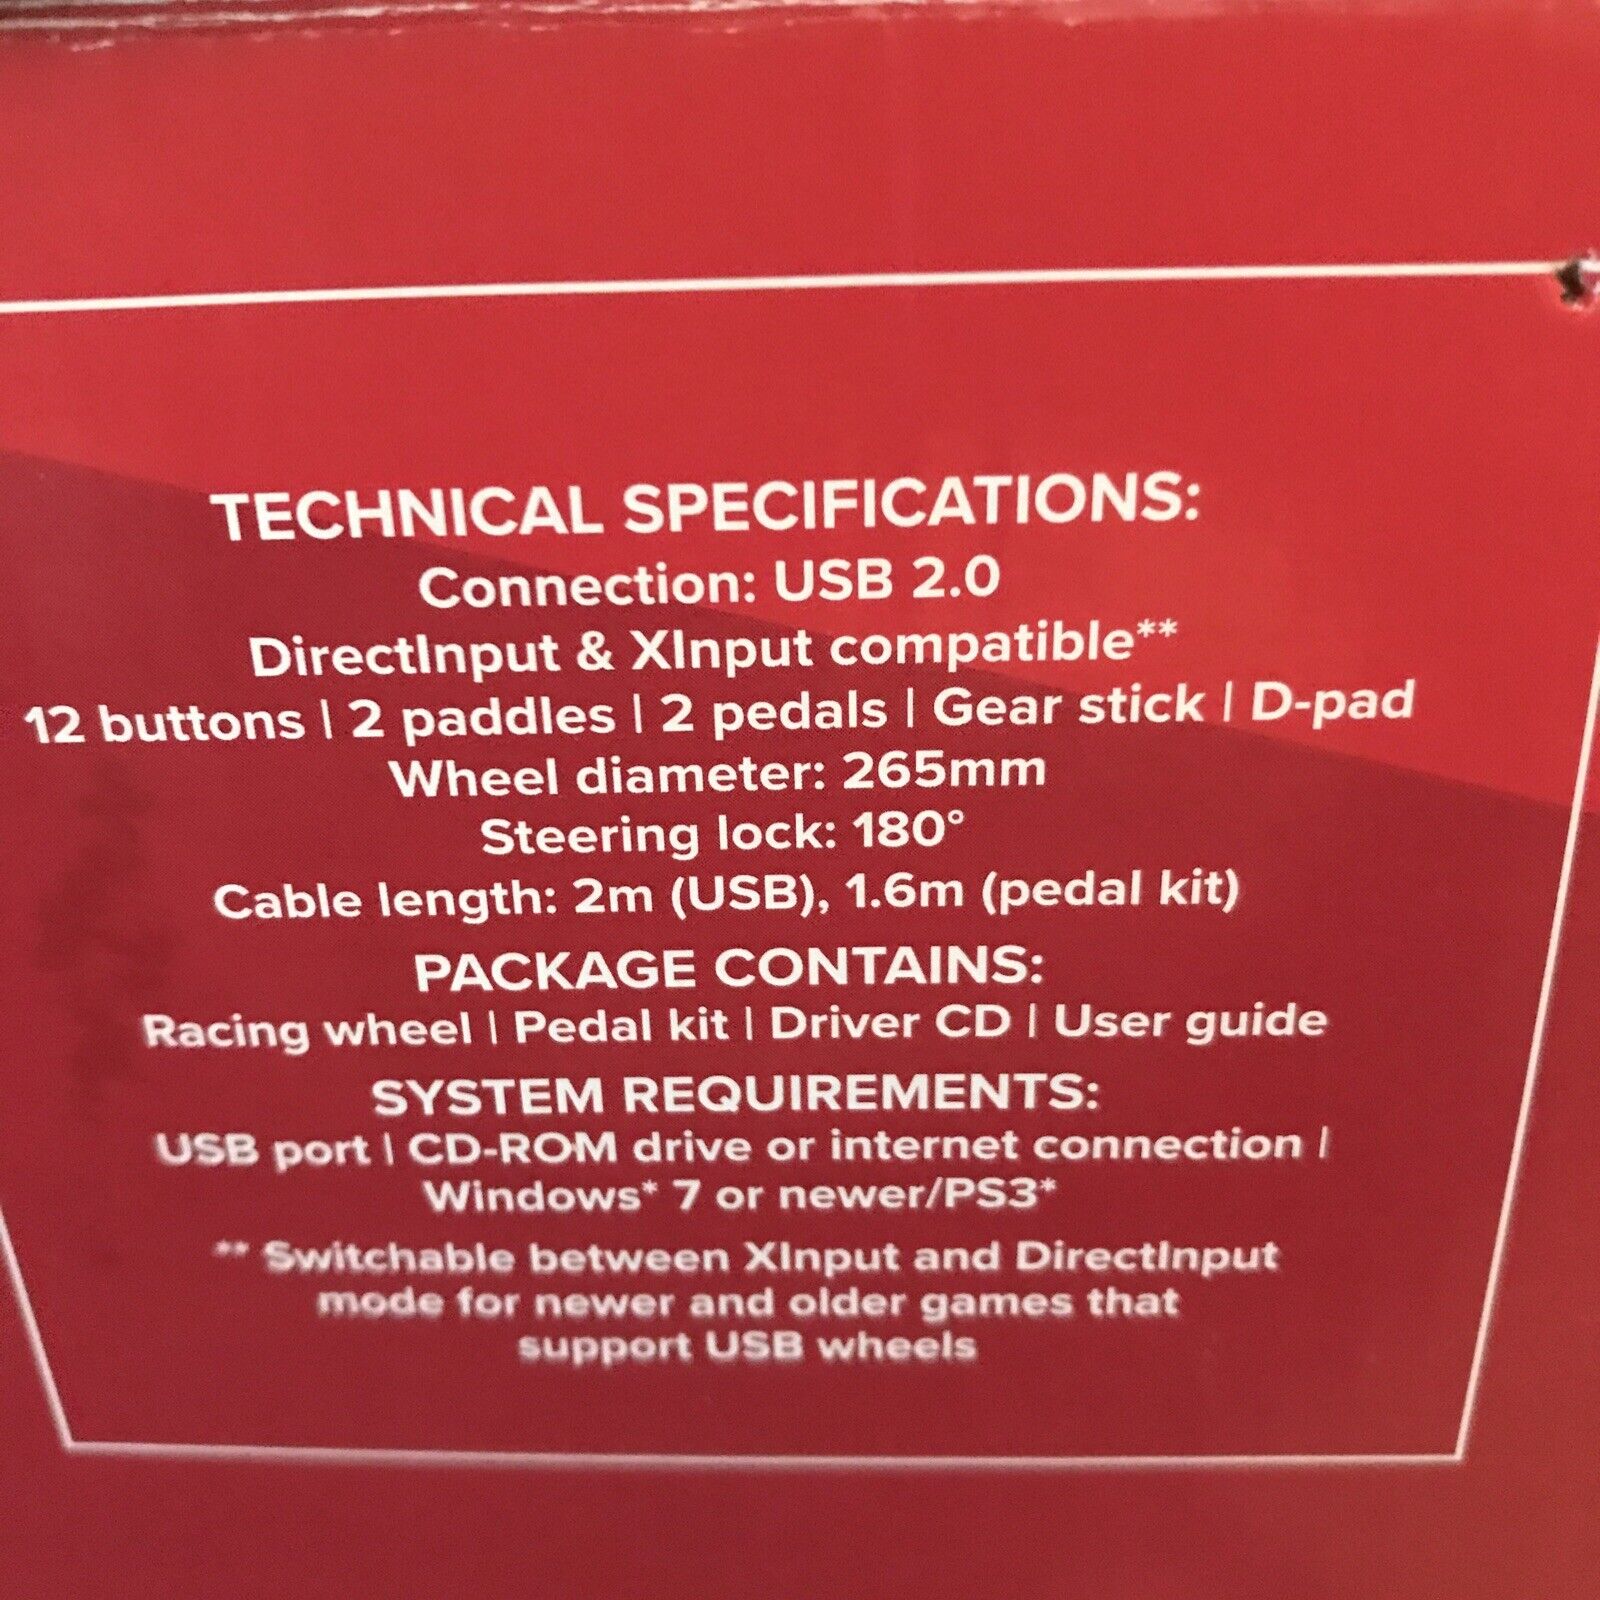 TECHNICAL SPECIFICATIONS:
Connection: USB 2.0
DirectInput & XInput compatible**
12 buttons | 2 paddles | 2 pedals | Gear stick | D-pad
Wheel diameter: 265mm
Steering lock: 180°
Cable length: 2m (USB), 1.6m (pedal kit)
PACKAGE CONTAINS:
Racing wheel | Pedal kit | Driver CD | User guide
SYSTEM REQUIREMENTS:
USB port | CD-ROM drive or internet connection |
Windows* 7 or newer/PS3*
** Switchable between XInput and DirectInput
mode for newer and older games that
support USB wheels